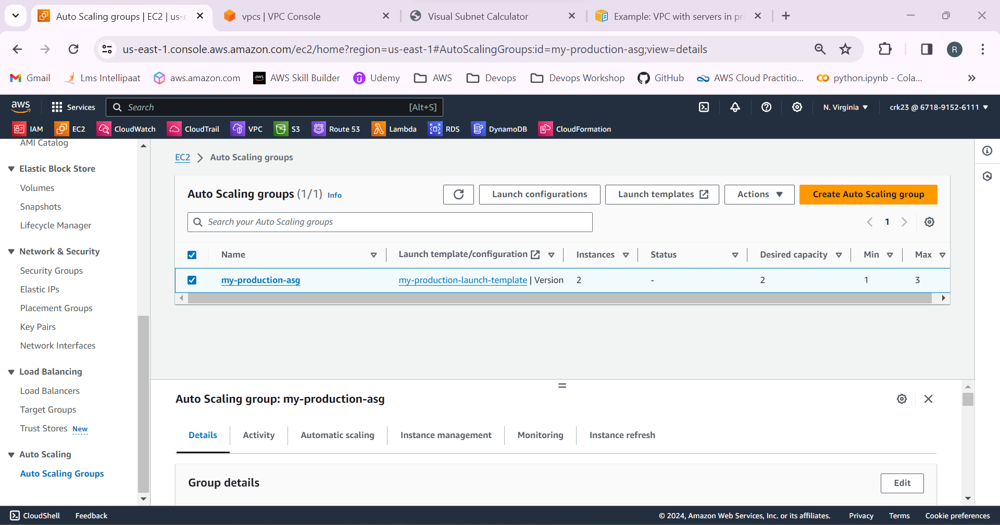 Auto Scaling groups | EC2 | us-e
vpcs | VPC Console
Visual Subnet Calculator
Example: VPC with servers in pri
us-east-1.console.aws.amazon.com/ec2/home?region=us-east-1#AutoScalingGroups:id=my-production-asg;view=details
R
Gmail
Lms Intellipaat
aws.amazon.com
aws
AWS Skill Builder
Udemy
AWS
Devops
Devops Workshop
GitHub
AWS Cloud Practitio...
python.ipynb - Cola...
aws
Services
Search
[Alt+S]
N. Virginia
crk23 @ 6718-9152-6111
IAM
EC2
CloudWatch
CloudTrail
VPC
S3
Route 53
Lambda
RDS
DynamoDB
CloudFormation
AMI Catalog
Elastic Block Store
Volumes
Snapshots
Lifecycle Manager
Network & Security
Security Groups
Elastic IPs
Placement Groups
Key Pairs
Network Interfaces
Load Balancing
Load Balancers
Target Groups
Trust Stores New
Auto Scaling
Auto Scaling Groups
EC2 > Auto Scaling groups
Auto Scaling groups (1/1) Info
Launch configurations
Launch templates
Actions
Create Auto Scaling group
Search your Auto Scaling groups
1
Name
Launch template/configuration
Instances
Status
Desired capacity
Min
Max
my-production-asg
my-production-launch-template | Version
2
-
2
1
3
Auto Scaling group: my-production-asg
Details
Activity
Automatic scaling
Instance management
Monitoring
Instance refresh
Group details
Edit
CloudShell
Feedback
© 2024, Amazon Web Services, Inc. or its affiliates.
Privacy
Terms
Cookie preferences